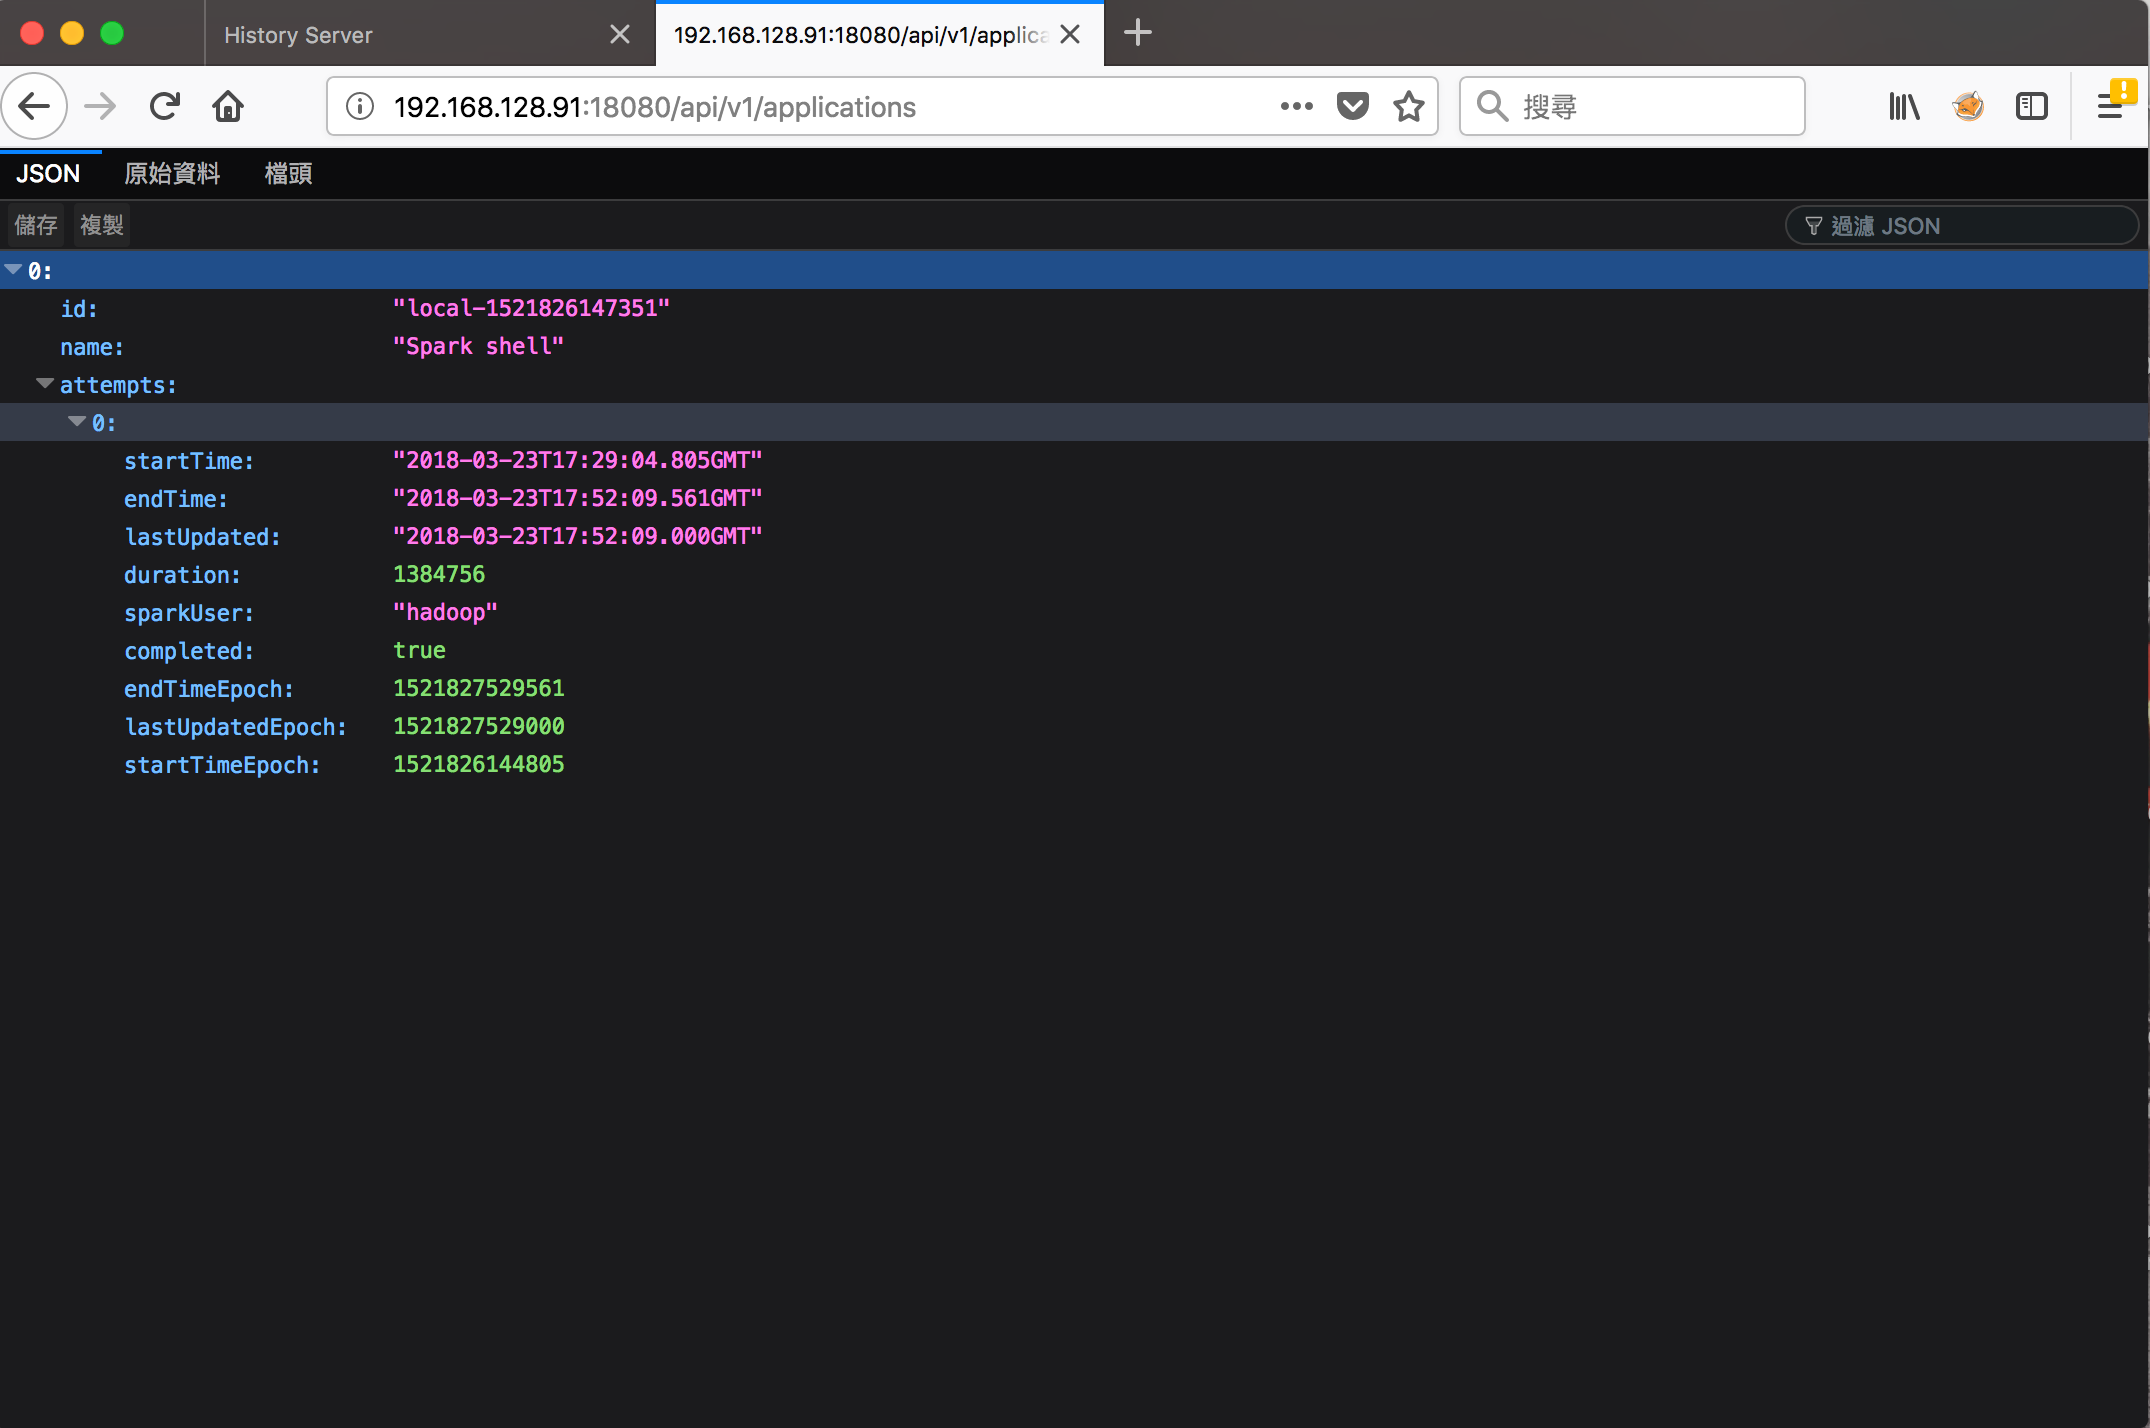 History Server
192.168.128.91:18080/api/v1/applica
192.168.128.91:18080/api/v1/applications
搜尋
JSON 原始資料 檔頭
儲存 複製
過濾 JSON
0:
id: "local-1521826147351"
name: "Spark shell"
attempts:
0:
startTime: "2018-03-23T17:29:04.805GMT"
endTime: "2018-03-23T17:52:09.561GMT"
lastUpdated: "2018-03-23T17:52:09.000GMT"
duration: 1384756
sparkUser: "hadoop"
completed: true
endTimeEpoch: 1521827529561
lastUpdatedEpoch: 1521827529000
startTimeEpoch: 1521826144805